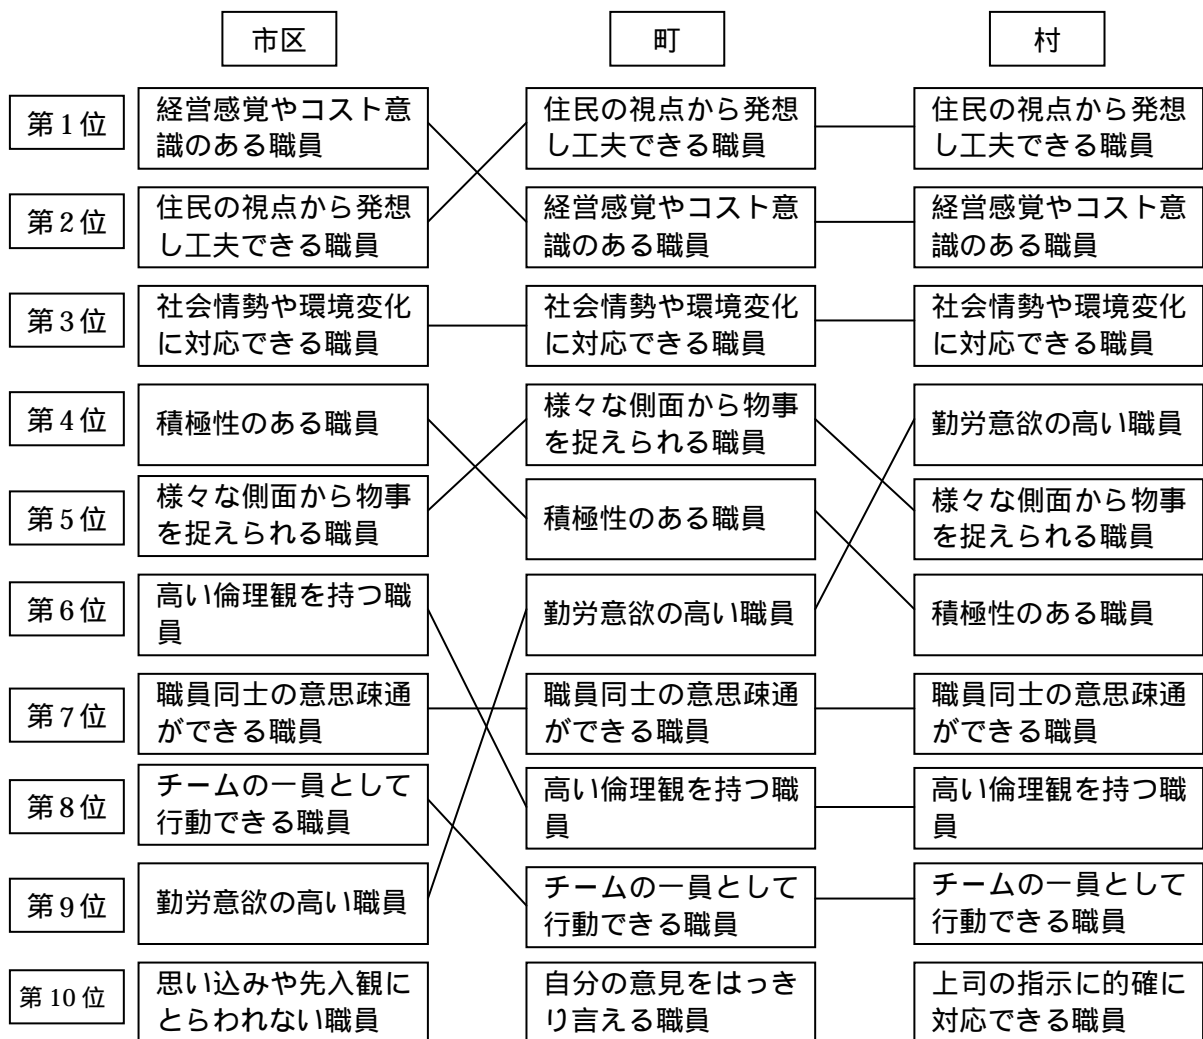 市区
町
村
第1位
経営感覚やコスト意
識のある職員
住民の視点から発想
し工夫できる職員
住民の視点から発想
し工夫できる職員
第2位
住民の視点から発想
し工夫できる職員
経営感覚やコスト意
識のある職員
経営感覚やコスト意
識のある職員
第3位
社会情勢や環境変化
に対応できる職員
社会情勢や環境変化
に対応できる職員
社会情勢や環境変化
に対応できる職員
第4位
積極性のある職員
様々な側面から物事
を捉えられる職員
勤労意欲の高い職員
第5位
様々な側面から物事
を捉えられる職員
積極性のある職員
様々な側面から物事
を捉えられる職員
第6位
高い倫理観を持つ職
員
勤労意欲の高い職員
積極性のある職員
第7位
職員同士の意思疎通
ができる職員
職員同士の意思疎通
ができる職員
職員同士の意思疎通
ができる職員
第8位
チームの一員として
行動できる職員
高い倫理観を持つ職
員
高い倫理観を持つ職
員
第9位
勤労意欲の高い職員
チームの一員として
行動できる職員
チームの一員として
行動できる職員
第10位
思い込みや先入観に
とらわれない職員
自分の意見をはっき
り言える職員
上司の指示に的確に
対応できる職員